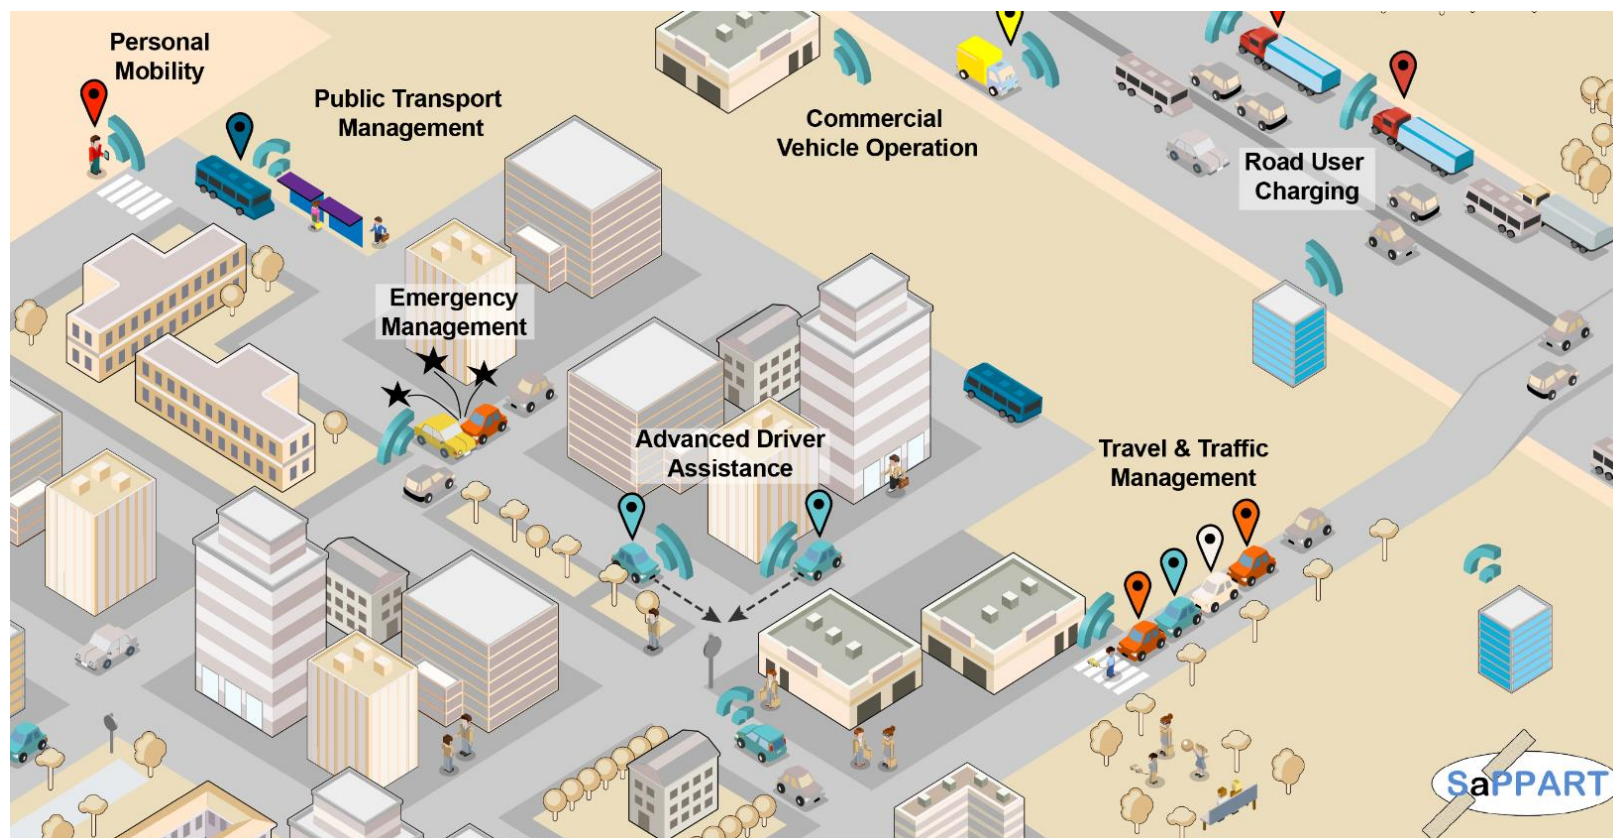 Personal
Mobility
Public Transport
Management
Commercial
Vehicle Operation
Road User
Charging
Emergency
Management
Advanced Driver
Assistance
Travel & Traffic
Management
SaPPART